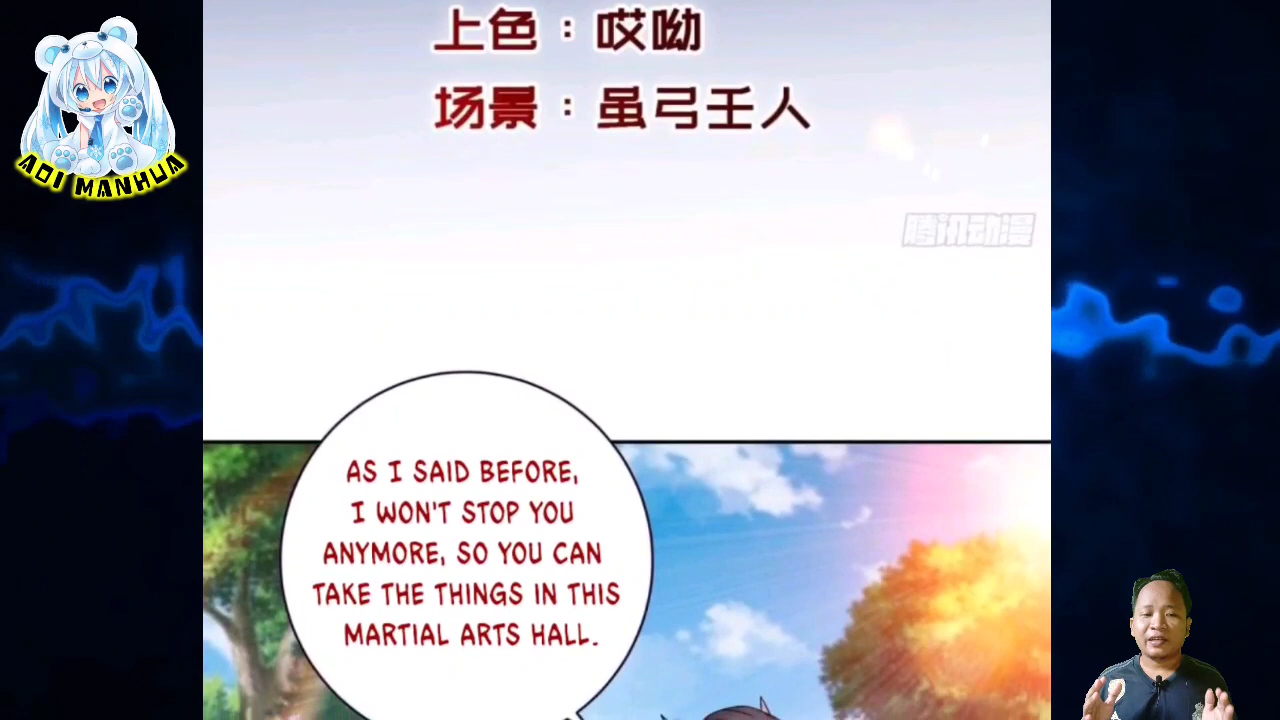 上色：哎呦
场景：虽弓壬人
AOI MANHUA
腾讯动漫
AS I SAID BEFORE,
I WON'T STOP YOU
ANYMORE, SO YOU CAN
TAKE THE THINGS IN THIS
MARTIAL ARTS HALL.